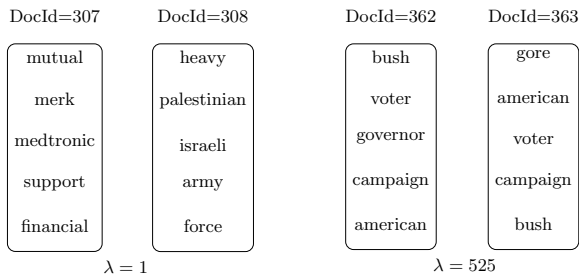 DocId=307 DocId=308 DocId=362 DocId=363
mutual heavy bush gore
merk palestinian voter american
medtronic israeli governor voter
support army campaign campaign
financial force american bush
λ = 1 λ = 525